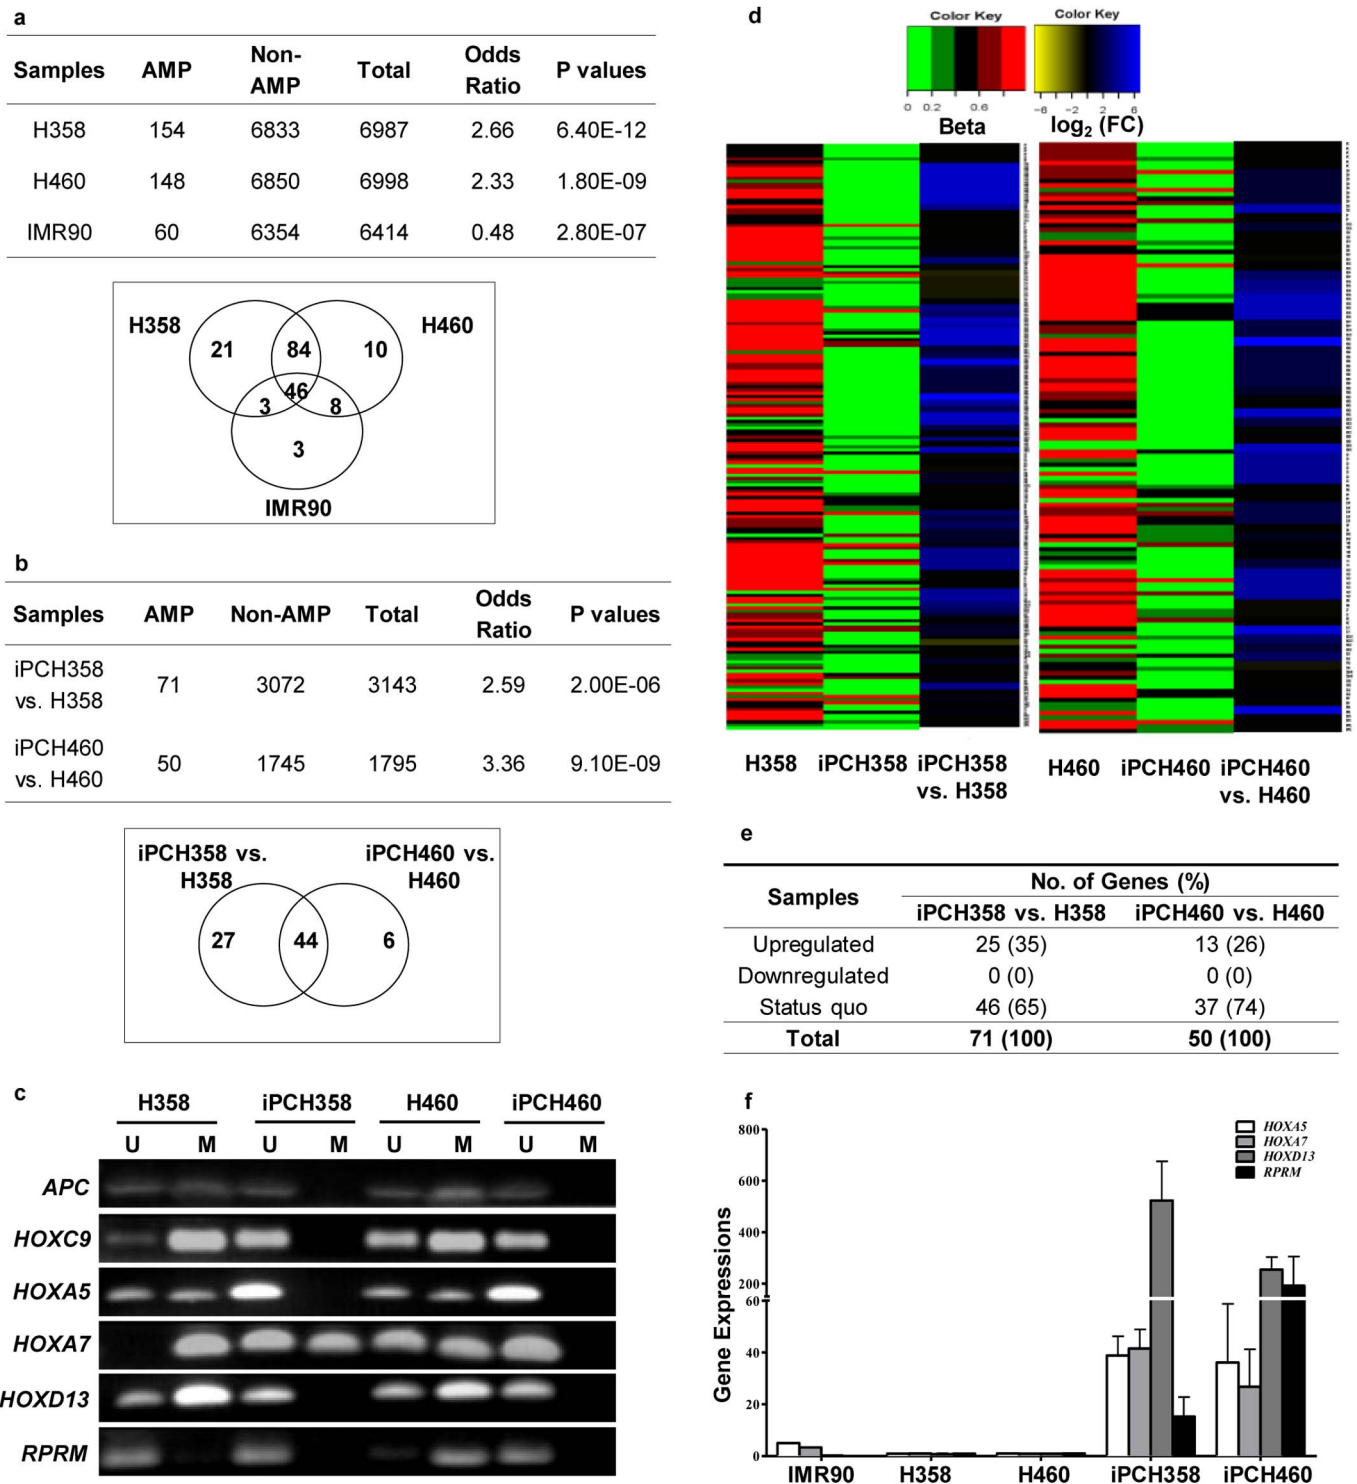 a
Samples AMP Non-AMP Total Odds Ratio P values
H358 154 6833 6987 2.66 6.40E-12
H460 148 6850 6998 2.33 1.80E-09
IMR90 60 6354 6414 0.48 2.80E-07
H358 H460
21 84 10
46
3 8
3
IMR90
b
Samples AMP Non-AMP Total Odds Ratio P values
iPCH358 vs. H358 71 3072 3143 2.59 2.00E-06
iPCH460 vs. H460 50 1745 1795 3.36 9.10E-09
iPCH358 vs. H358 iPCH460 vs. H460
27 44 6
c
H358 iPCH358 H460 iPCH460
U M U M U M U M
APC
HOXC9
HOXA5
HOXA7
HOXD13
RPRM
d
Color Key Color Key
0 0.2 0.6 −6 −2 2 6
Beta log2 (FC)
H358 iPCH358 iPCH358 vs. H358
H460 iPCH460 iPCH460 vs. H460
e
Samples No. of Genes (%)
iPCH358 vs. H358 iPCH460 vs. H460
Upregulated 25 (35) 13 (26)
Downregulated 0 (0) 0 (0)
Status quo 46 (65) 37 (74)
Total 71 (100) 50 (100)
f
HOXA5
HOXA7
HOXD13
RPRM
Gene Expressions
800
600
400
200
60
40
20
0
IMR90 H358 H460 iPCH358 iPCH460